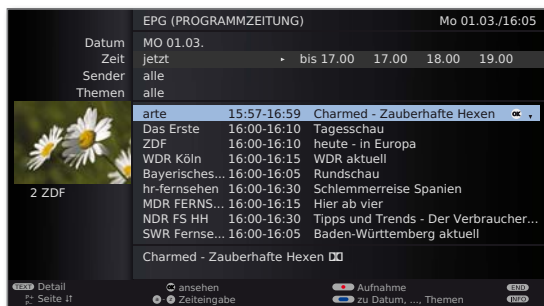 EPG (PROGRAMMZEITUNG) Mo 01.03./16:05
Datum MO 01.03.
Zeit jetzt ▸ bis 17.00 17.00 18.00 19.00
Sender alle
Themen alle
arte 15:57-16:59 Charmed - Zauberhafte Hexen OK
Das Erste 16:00-16:10 Tagesschau
ZDF 16:00-16:10 heute - in Europa
WDR Köln 16:00-16:15 WDR aktuell
Bayerisches... 16:00-16:05 Rundschau
hr-fernsehen 16:00-16:30 Schlemmerreise Spanien
MDR FERNS... 16:00-16:15 Hier ab vier
NDR FS HH 16:00-16:30 Tipps und Trends - Der Verbraucher...
SWR Fernse... 16:00-16:05 Baden-Württemberg aktuell
2 ZDF
Charmed - Zauberhafte Hexen
TEXT Detail OK ansehen Aufnahme END
P+ P- Seite ↓↑ 0-9 Zeiteingabe zu Datum, ..., Themen INFO